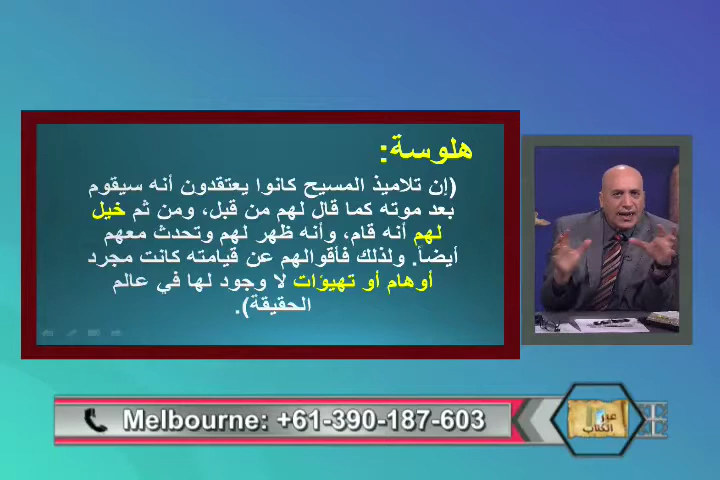 هلوسة:
(إن تلاميذ المسيح كانوا يعتقدون أنه سيقوم
بعد موته كما قال لهم من قبل، ومن ثم خيل
لهم أنه قام، وأنه ظهر لهم وتحدث معهم
أيضاً. ولذلك فأقوالهم عن قيامته كانت مجرد
أوهام أو تهيؤات لا وجود لها في عالم
الحقيقة).
Melbourne: +61-390-187-603
عبر
الكتاب